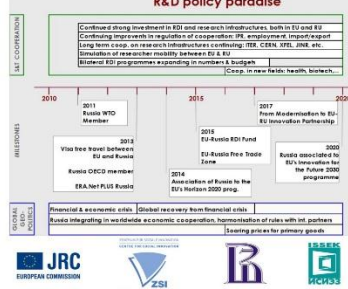 R&D policy paradise
S&T COOPERATION
Continued strong investment in RDI and research infrastructures, both in EU and RU
Continuing improvements in regulation of cooperation: IPR, employment, import/export
Long term coop. on research infrastructures continuing: ITER, CERN, XFEL, JINR, etc.
Simulation of researcher mobility between EU & RU
Bilateral RDI programmes expanding in numbers & budgets
Coop. in new fields: health, biotech,...
2010
2015
2020
MILESTONES
2011
Russia WTO
Member
2013
Visa free travel between
EU and Russia
Russia OECD member
ERA.Net PLUS Russia
2014
Association of Russia to the
EU's Horizon 2020 prog.
2015
EU-Russia RDI Fund
EU-Russia Free Trade
Zone
2017
From Modernisation to EU-
RU Innovation Partnership
2020
Russia associated to
EU's innovation for
the Future 2030
programme
GLOBAL
GEO-
POLITICS
Financial & economic crisis
Global recovery from financial crisis
Russia integrating in worldwide economic cooperation, harmonisation of rules with int. partners
Soaring prices for primary goods
JRC
EUROPEAN COMMISSION
ZSI
ISSEK
ИСИЭЗ